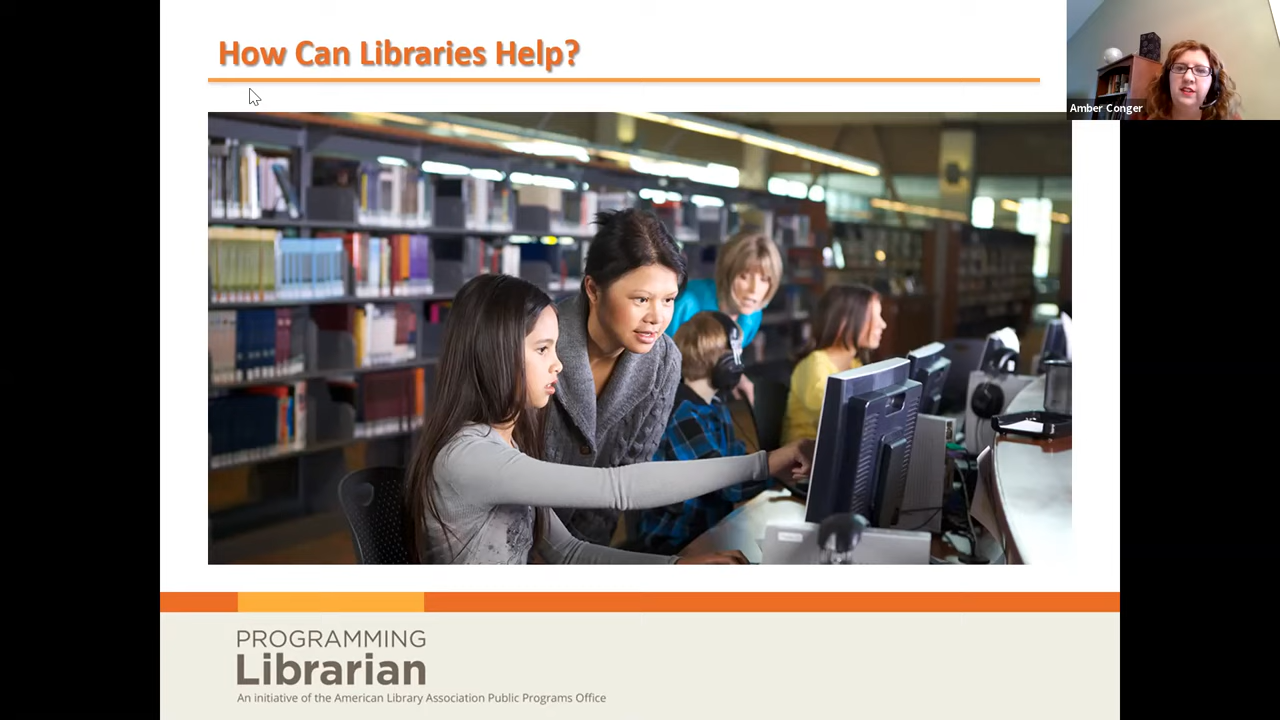 How Can Libraries Help?
Amber Conger
PROGRAMMING
Librarian
An initiative of the American Library Association Public Programs Office